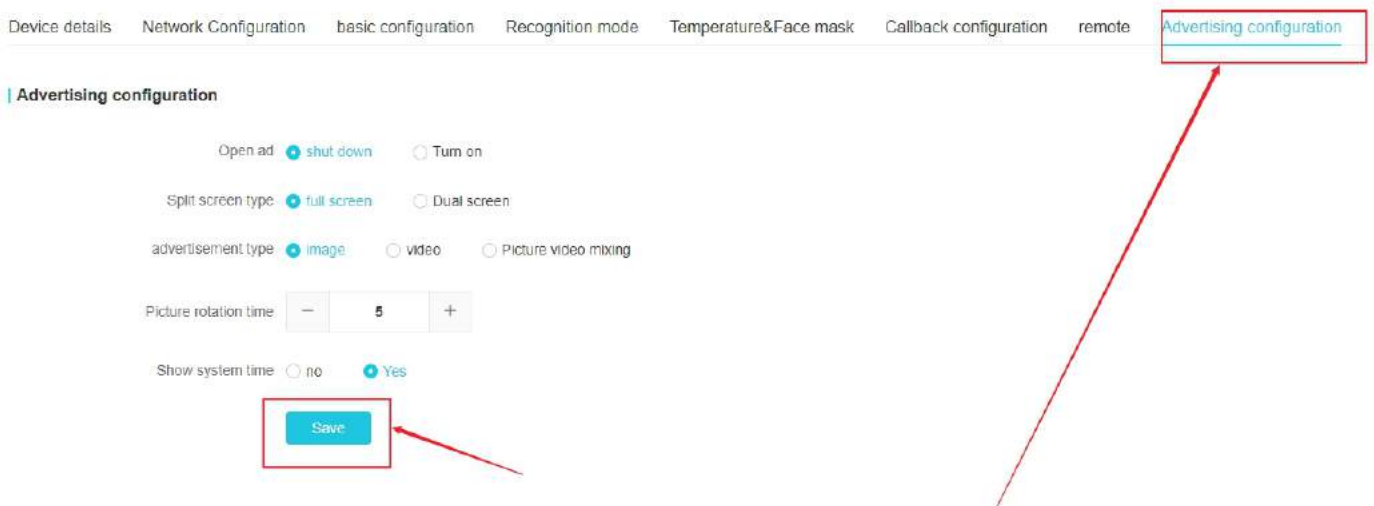 Device details Network Configuration basic configuration Recognition mode Temperature&Face mask Callback configuration remote Advertising configuration
Advertising configuration
Open ad shut down Turn on
Split screen type full screen Dual screen
advertisement type image video Picture video mixing
Picture rotation time − 5 +
Show system time no Yes
Save